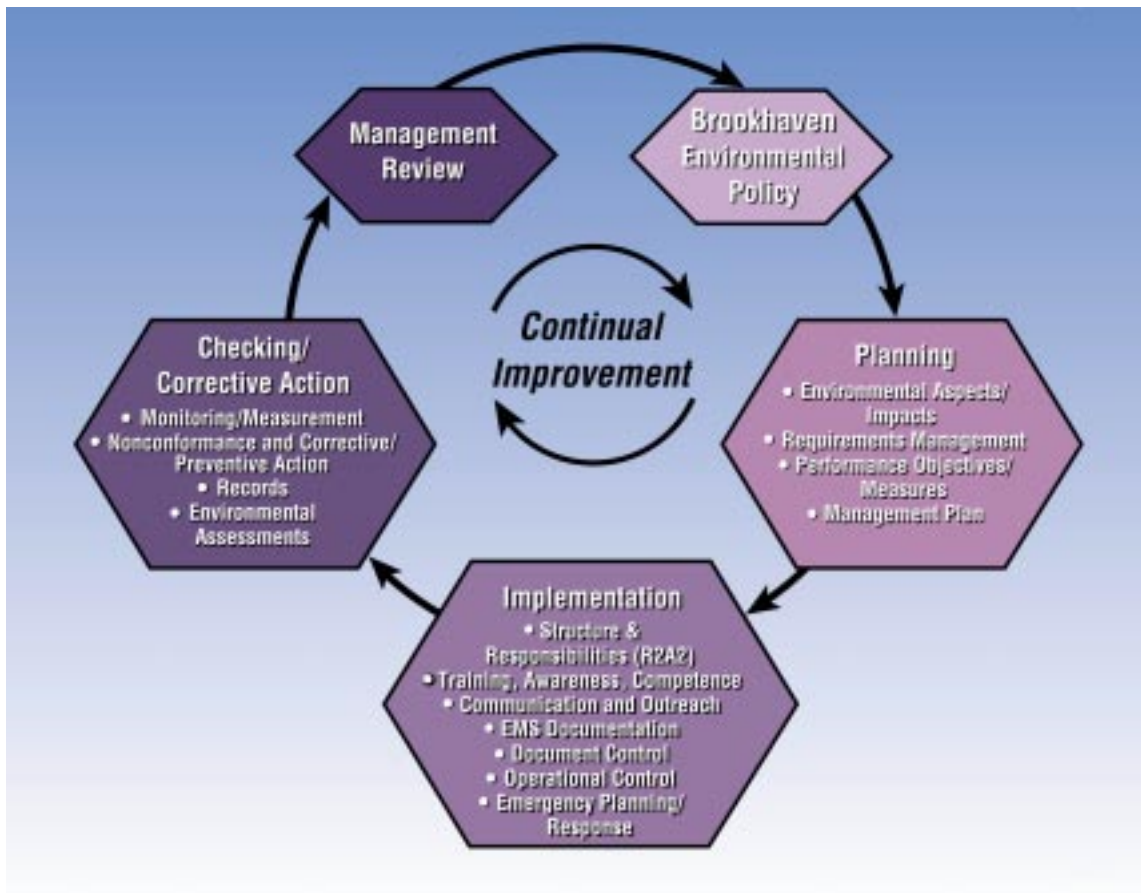 Management
Review
Brookhaven
Environmental
Policy
Continual
Improvement
Checking/
Corrective Action
• Monitoring/Measurement
• Nonconformance and Corrective/
Preventive Action
• Records
• Environmental
Assessments
Planning
• Environmental Aspects/
Impacts
• Requirements Management
• Performance Objectives/
Measures
• Management Plan
Implementation
• Structure &
Responsibilities (R2A2)
• Training, Awareness, Competence
• Communication and Outreach
• EMS Documentation
• Document Control
• Operational Control
• Emergency Planning/
Response